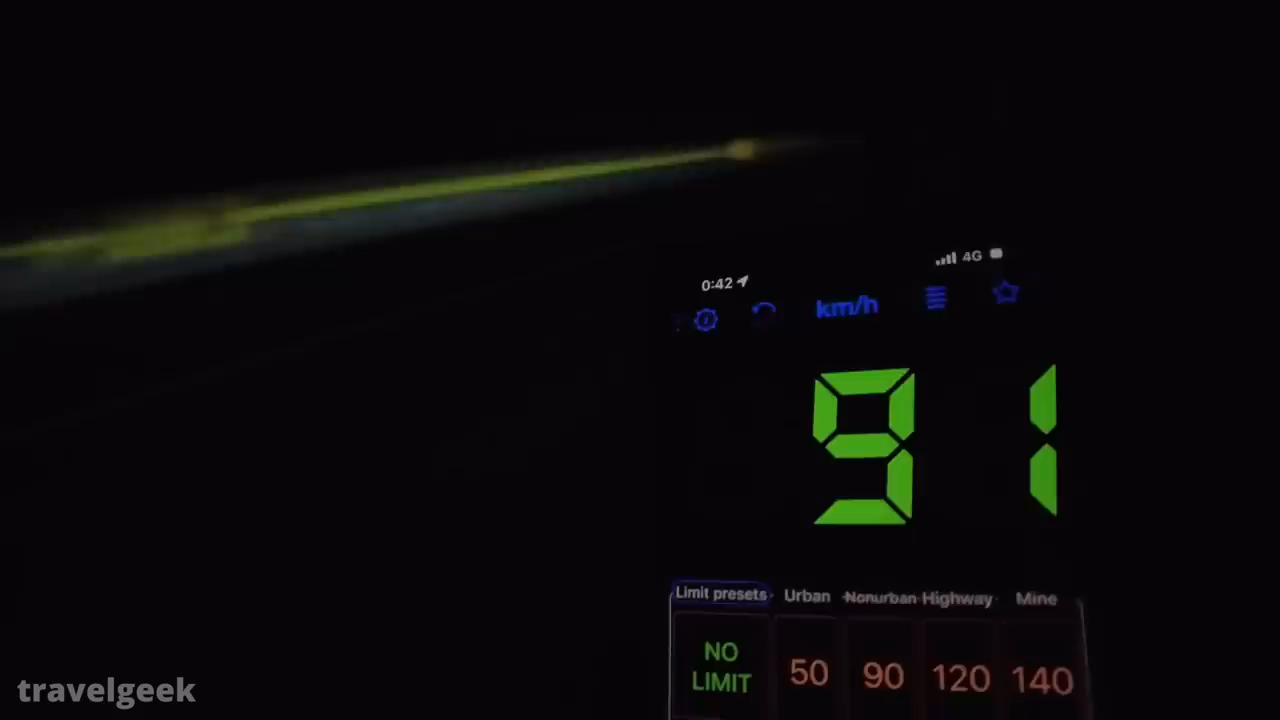 0:42 4G
km/h
91
Limit presets Urban Nonurban Highway Mine
NO LIMIT 50 90 120 140
travelgeek